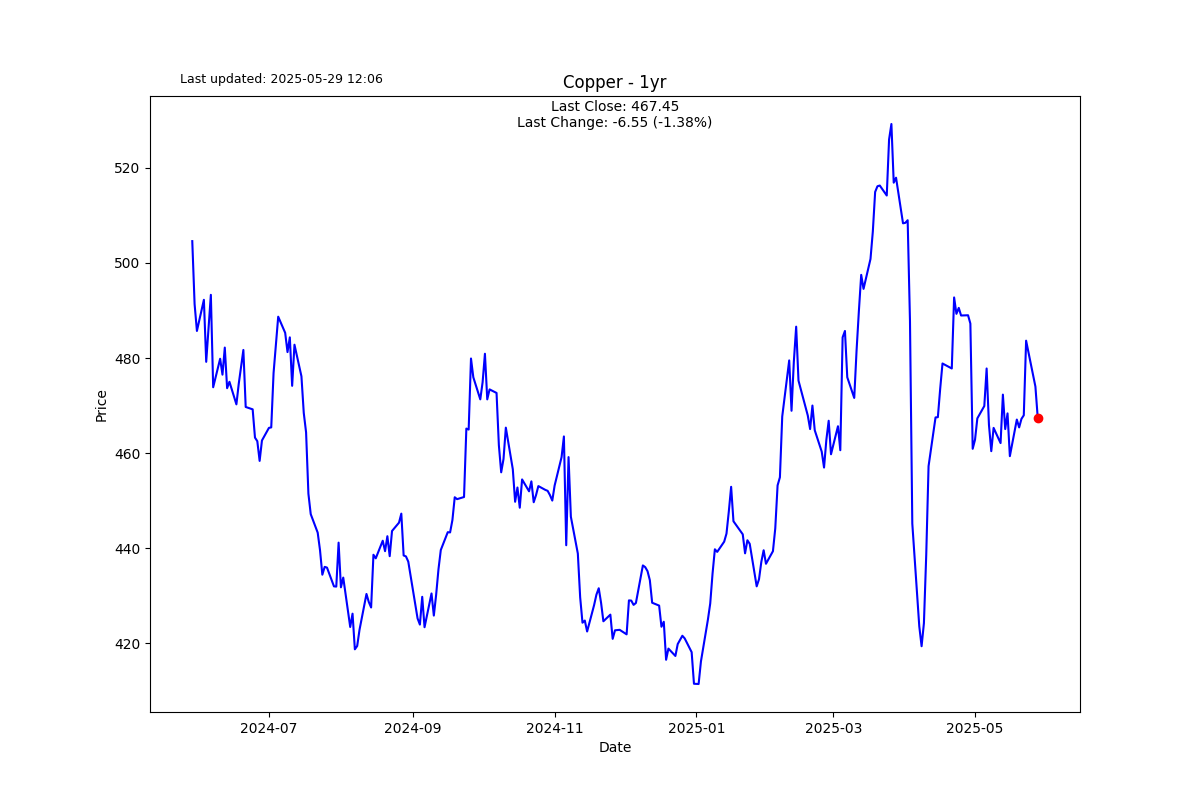 Last updated: 2025-05-29 12:06
Copper - 1yr
Last Close: 467.45
Last Change: -6.55 (-1.38%)
520
500
480
460
440
420
Price
2024-07
2024-09
2024-11
2025-01
2025-03
2025-05
Date